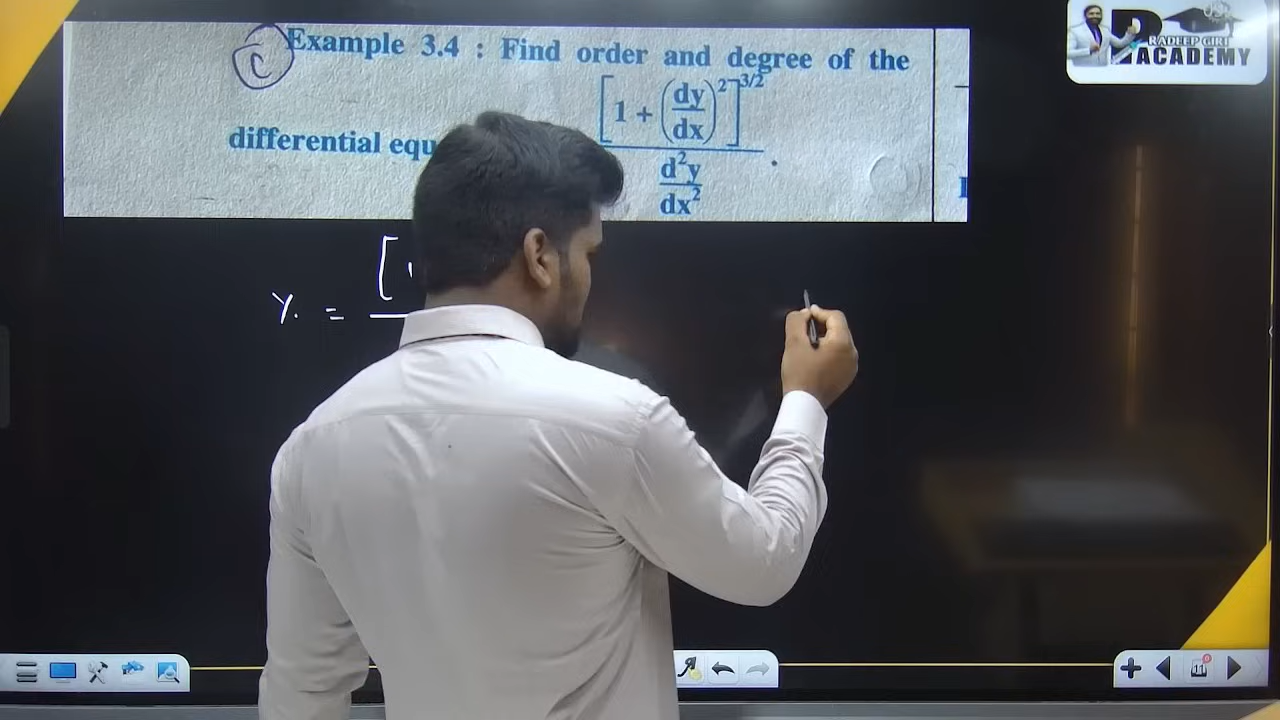 Example 3.4 : Find order and degree of the
differential equ [1 + (dy/dx)²]^3/2 / d²y/dx² .
y. = [
RADEEP GIRI
ACADEMY